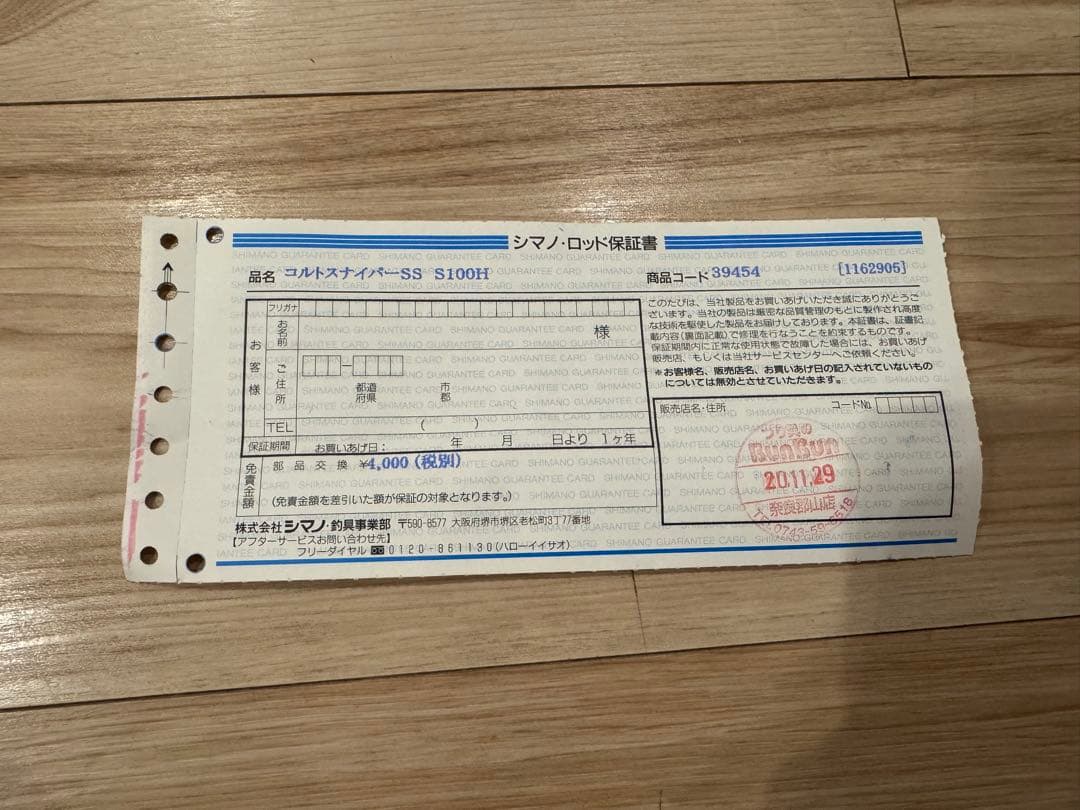 シマノ・ロッド保証書
品名 コルトスナイパーSS S100H
商品コード 39454 [1162905]
フリガナ
お客様
お名前
様
ご住所
都道府県
市郡
TEL ( )
保証期間 お買いあげ日： 年 月 日より 1ヶ年
免責金額
部品交換 ¥4,000 (税別)
(免責金額を差引いた額が保証の対象となります。)
株式会社シマノ・釣具事業部 〒590-8577 大阪府堺市堺区老松町3丁77番地
【アフターサービスお問い合わせ先】
フリーダイヤル 0120-861130(ハローイイサオ)
このたびは、当社製品をお買いあげいただき誠にありがとうご
ざいます。当社の製品は厳密な品質管理のもとに製作され高度
な技術を駆使した製品をお届けしております。本証書は、証書記
載内容(裏面記載)で修理を行なうことを約束するものです。
保証期間内に正常な使用状態で故障した場合には、お買いあげ
販売店、もしくは当社サービスセンターへご依頼ください。
＊お客様名、販売店名、お買いあげ日の記入されていないもの
については無効とさせていただきます。
販売店名・住所
コードNo.
つり具の
BunBun
20.11.29
奈良郡山店
SHIMANO GUARANTEE CARD